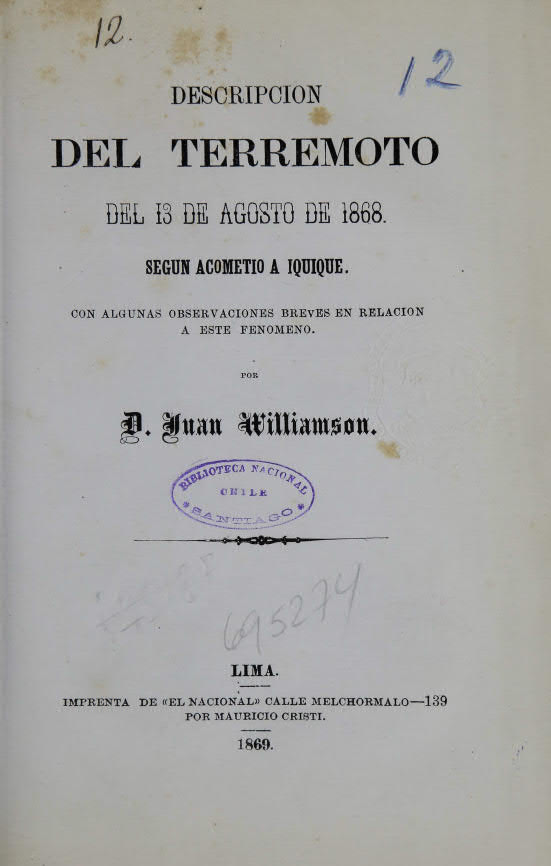 12.
12
DESCRIPCION
DEL TERREMOTO
DEL 13 DE AGOSTO DE 1868.
SEGUN ACOMETIO A IQUIQUE.
CON ALGUNAS OBSERVACIONES BREVES EN RELACION
A ESTE FENOMENO.
POR
D. Juan Williamson.
BIBLIOTECA NACIONAL
CHILE
* SANTIAGO *
695274
LIMA.
IMPRENTA DE «EL NACIONAL» CALLE MELCHORMALO—139
POR MAURICIO CRISTI.
1869.